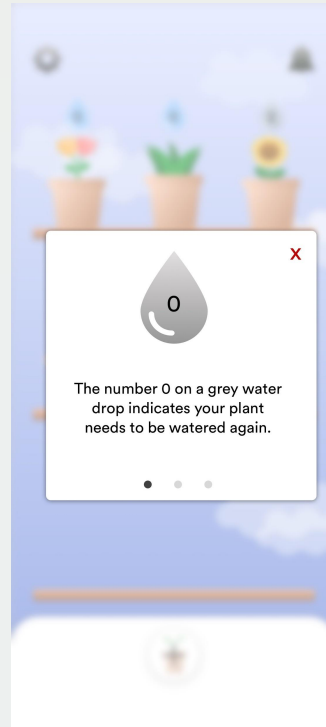 X
0
The number 0 on a grey water
drop indicates your plant
needs to be watered again.